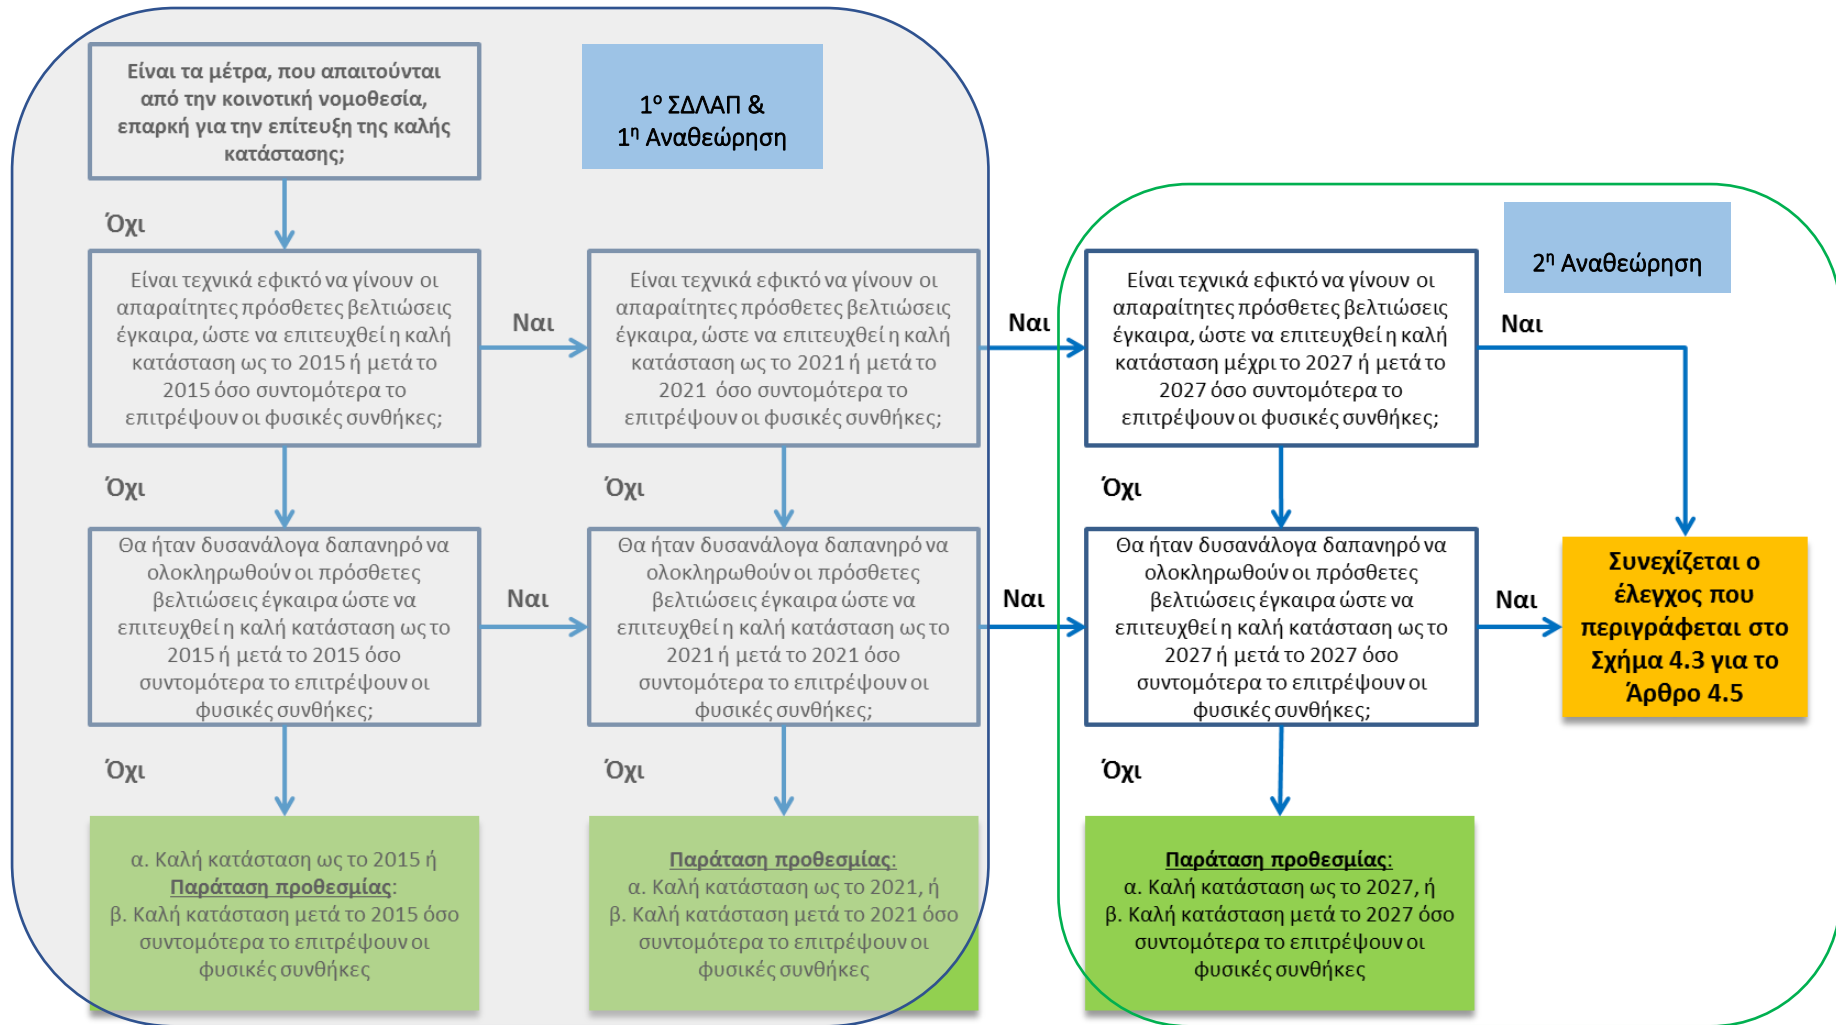 Είναι τα μέτρα, που απαιτούνται
από την κοινοτική νομοθεσία,
επαρκή για την επίτευξη της καλής
κατάστασης;
1º ΣΔΛΑΠ &
1η Αναθεώρηση
Όχι
2η Αναθεώρηση
Είναι τεχνικά εφικτό να γίνουν οι
απαραίτητες πρόσθετες βελτιώσεις
έγκαιρα, ώστε να επιτευχθεί η καλή
κατάσταση ως το 2015 ή μετά το
2015 όσο συντομότερα το
επιτρέψουν οι φυσικές συνθήκες;
Ναι
Είναι τεχνικά εφικτό να γίνουν οι
απαραίτητες πρόσθετες βελτιώσεις
έγκαιρα, ώστε να επιτευχθεί η καλή
κατάσταση ως το 2021 ή μετά το
2021 όσο συντομότερα το
επιτρέψουν οι φυσικές συνθήκες;
Ναι
Είναι τεχνικά εφικτό να γίνουν οι
απαραίτητες πρόσθετες βελτιώσεις
έγκαιρα, ώστε να επιτευχθεί η καλή
κατάσταση μέχρι το 2027 ή μετά το
2027 όσο συντομότερα το
επιτρέψουν οι φυσικές συνθήκες;
Ναι
Όχι
Όχι
Όχι
Θα ήταν δυσανάλογα δαπανηρό να
ολοκληρωθούν οι πρόσθετες
βελτιώσεις έγκαιρα ώστε να
επιτευχθεί η καλή κατάσταση ως το
2015 ή μετά το 2015 όσο
συντομότερα το επιτρέψουν οι
φυσικές συνθήκες;
Ναι
Θα ήταν δυσανάλογα δαπανηρό να
ολοκληρωθούν οι πρόσθετες
βελτιώσεις έγκαιρα ώστε να
επιτευχθεί η καλή κατάσταση ως το
2021 ή μετά το 2021 όσο
συντομότερα το επιτρέψουν οι
φυσικές συνθήκες;
Ναι
Θα ήταν δυσανάλογα δαπανηρό να
ολοκληρωθούν οι πρόσθετες
βελτιώσεις έγκαιρα ώστε να
επιτευχθεί η καλή κατάσταση ως το
2027 ή μετά το 2027 όσο
συντομότερα το επιτρέψουν οι
φυσικές συνθήκες;
Ναι
Συνεχίζεται ο
έλεγχος που
περιγράφεται στο
Σχήμα 4.3 για το
Άρθρο 4.5
Όχι
Όχι
Όχι
α. Καλή κατάσταση ως το 2015 ή
Παράταση προθεσμίας:
β. Καλή κατάσταση μετά το 2015 όσο
συντομότερα το επιτρέψουν οι
φυσικές συνθήκες
Παράταση προθεσμίας:
α. Καλή κατάσταση ως το 2021, ή
β. Καλή κατάσταση μετά το 2021 όσο
συντομότερα το επιτρέψουν οι
φυσικές συνθήκες
Παράταση προθεσμίας:
α. Καλή κατάσταση ως το 2027, ή
β. Καλή κατάσταση μετά το 2027 όσο
συντομότερα το επιτρέψουν οι
φυσικές συνθήκες